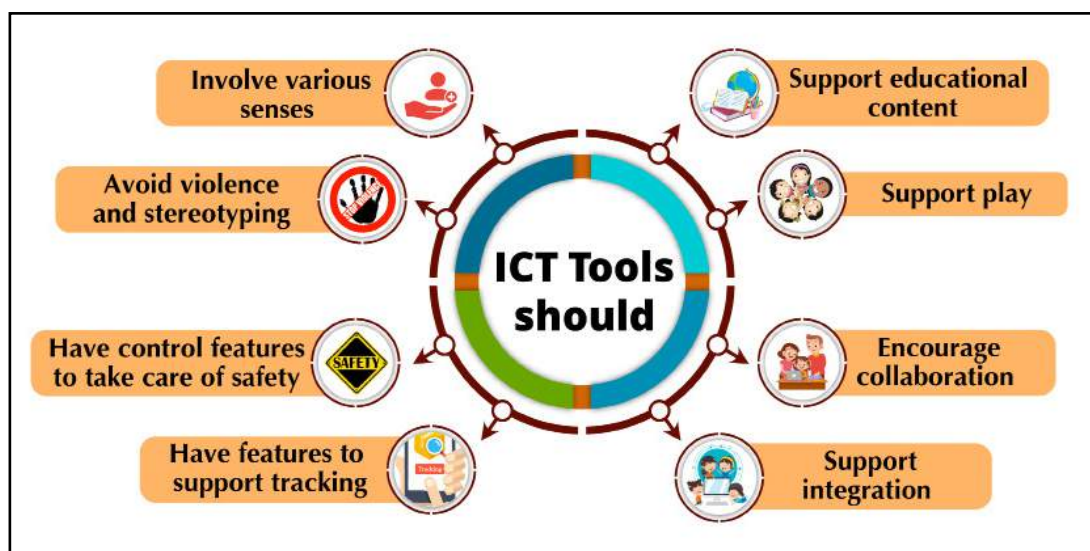 Involve various
senses
Avoid violence
and stereotyping
Have control features
to take care of safety
SAFETY
Have features to
support tracking
Tracking
ICT Tools
should
Support educational
content
Support play
Encourage
collaboration
Support
integration